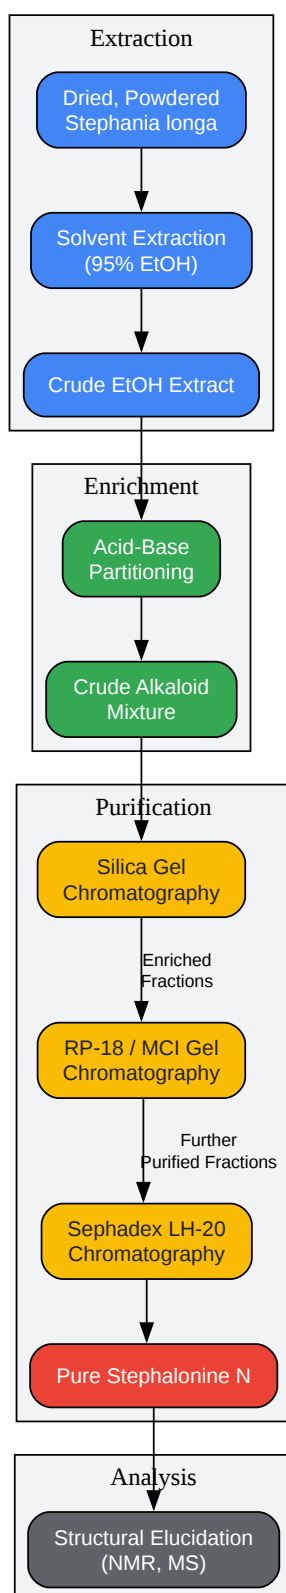 Extraction
Dried, Powdered
Stephania longa
Solvent Extraction
(95% EtOH)
Crude EtOH Extract
Enrichment
Acid-Base
Partitioning
Crude Alkaloid
Mixture
Purification
Silica Gel
Chromatography
Enriched
Fractions
RP-18 / MCI Gel
Chromatography
Further
Purified Fractions
Sephadex LH-20
Chromatography
Pure Stephalonine N
Analysis
Structural Elucidation
(NMR, MS)